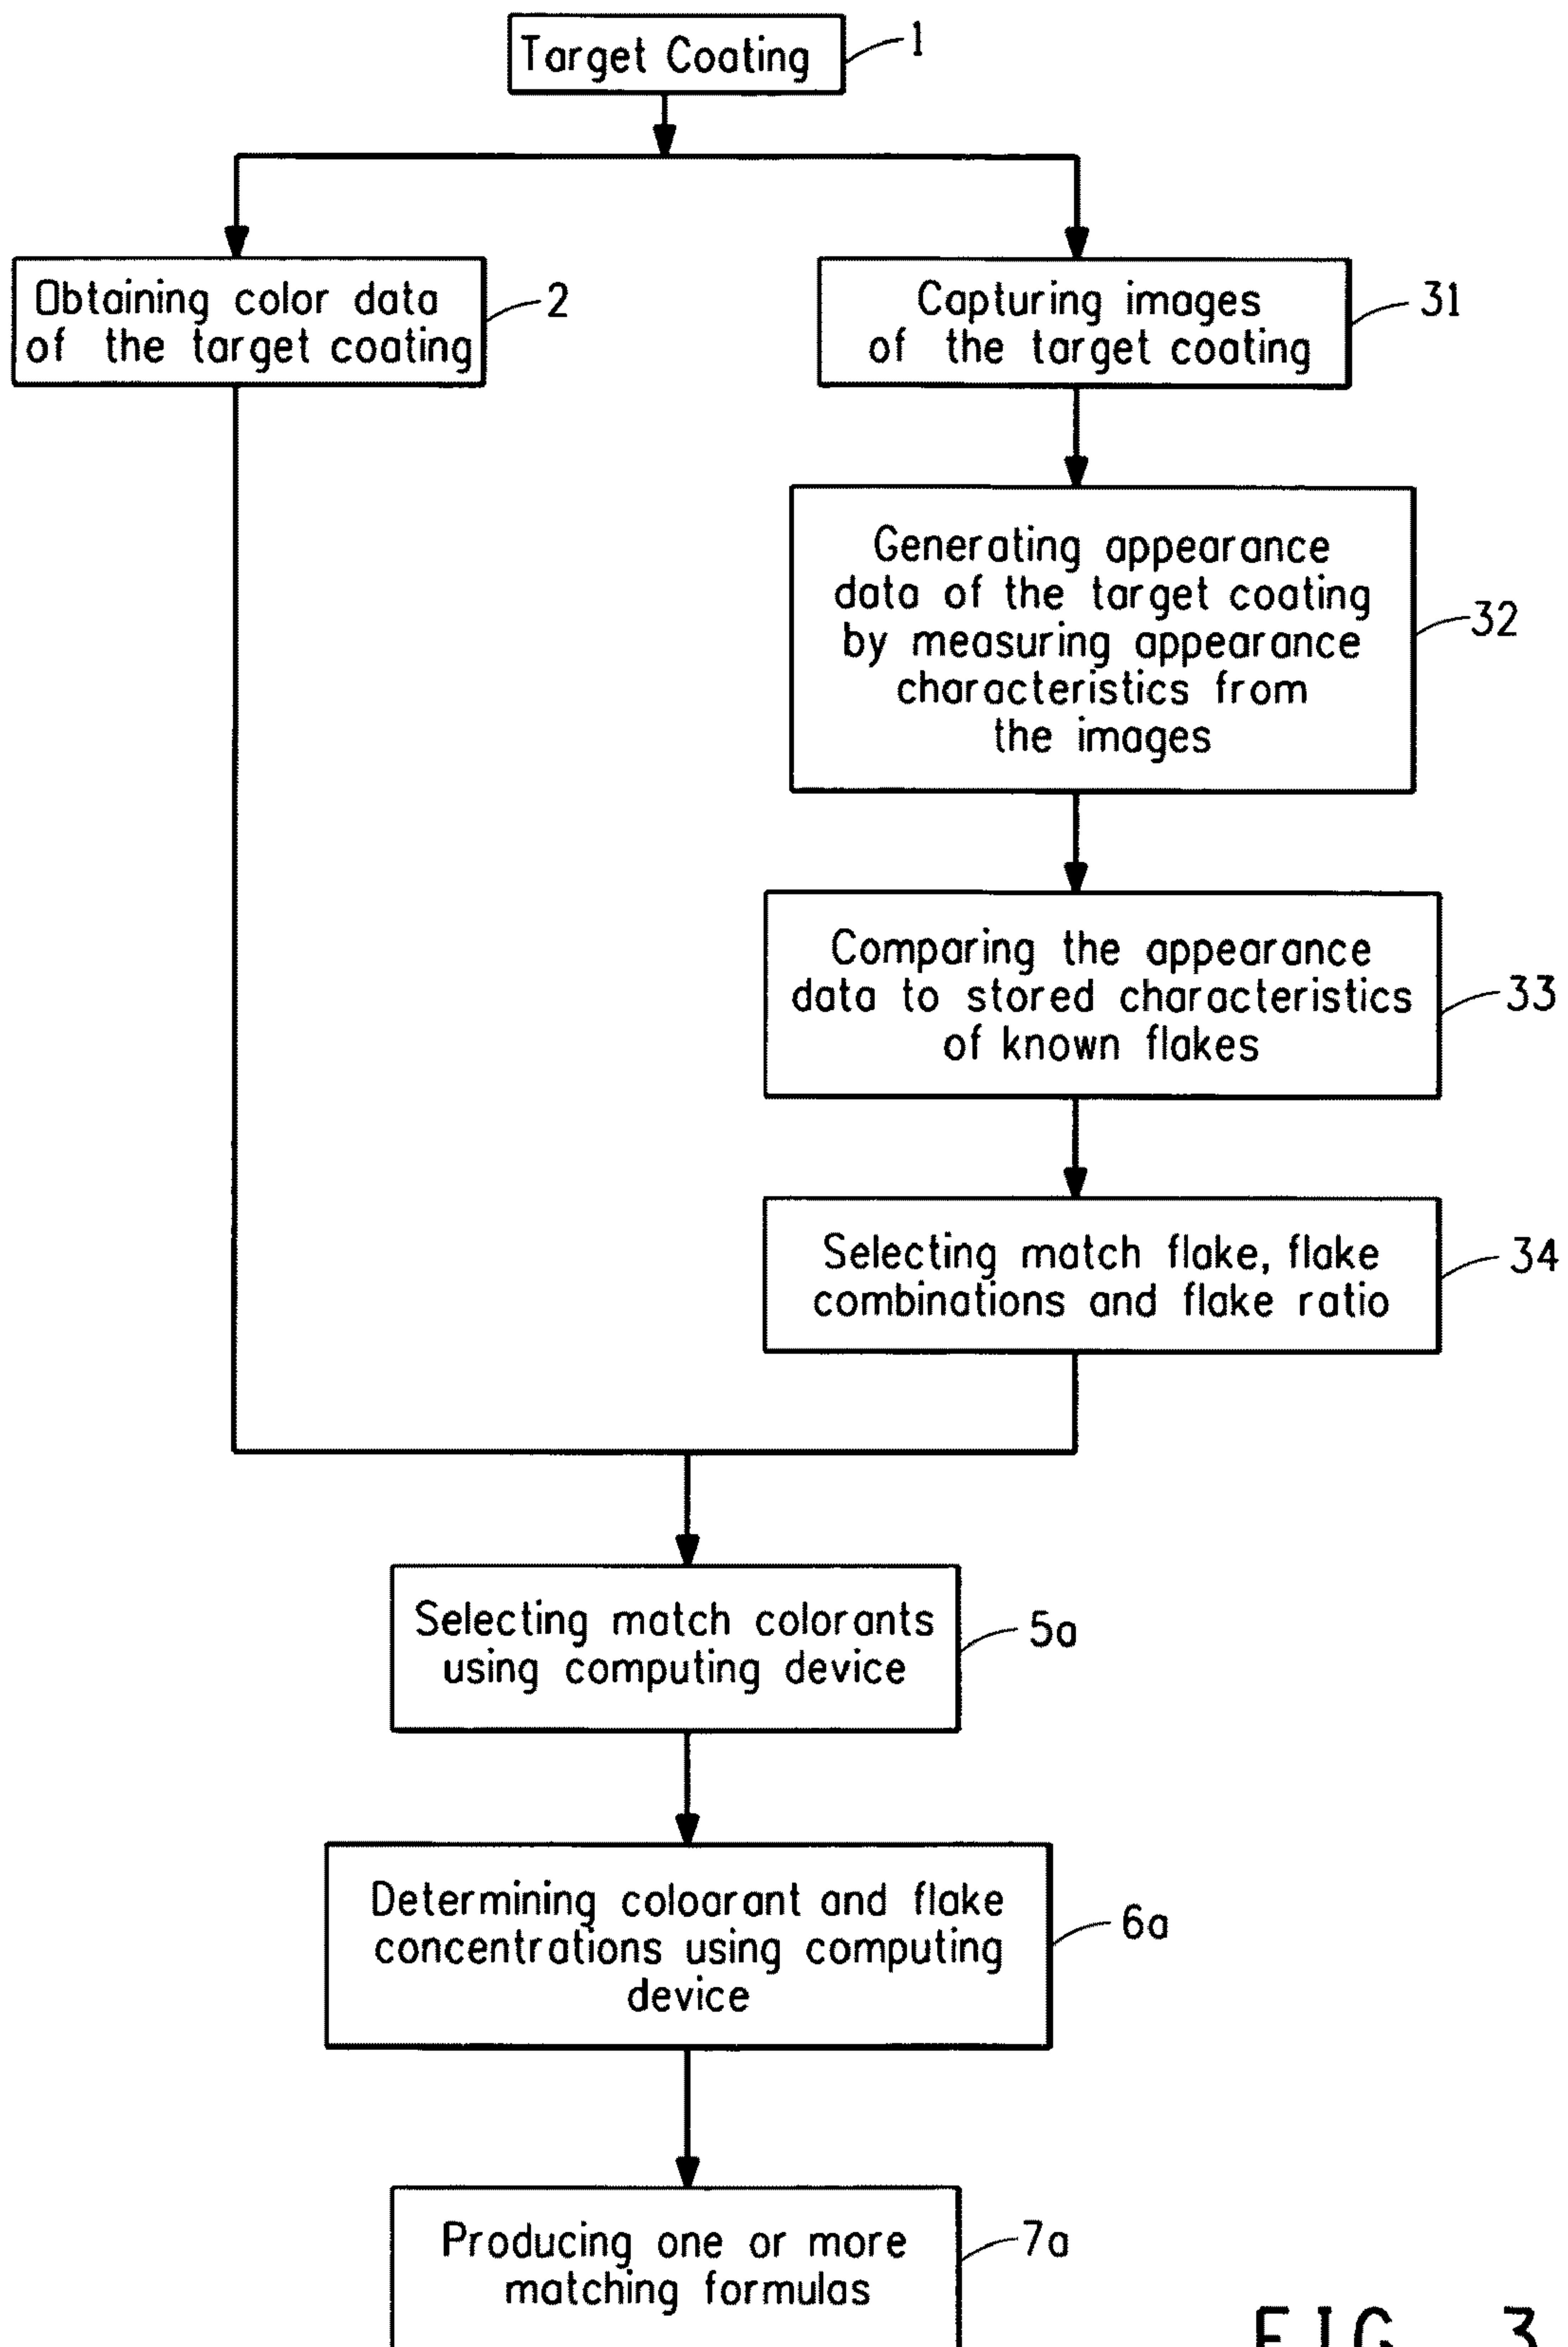 Target Coating
1
Obtaining color data
of the target coating
2
Capturing images
of the target coating
31
Generating appearance
data of the target coating
by measuring appearance
characteristics from
the images
32
Comparing the appearance
data to stored characteristics
of known flakes
33
Selecting match flake, flake
combinations and flake ratio
34
Selecting match colorants
using computing device
5a
Determining coloarant and flake
concentrations using computing
device
6a
Producing one or more
matching formulas
7a
FIG. 3